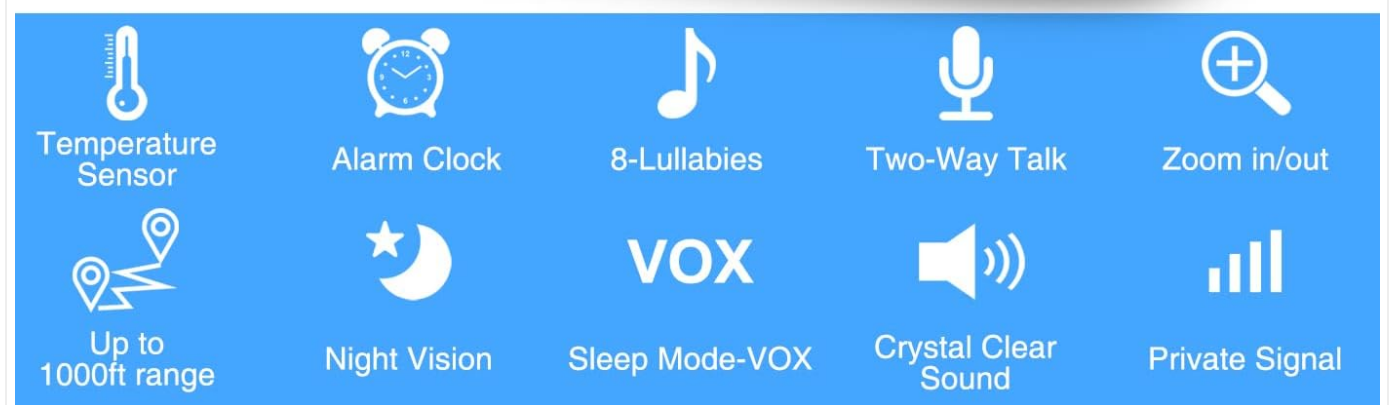 Temperature
Sensor
Alarm Clock
8-Lullabies
Two-Way Talk
Zoom in/out
Up to
1000ft range
Night Vision
VOX
Sleep Mode-VOX
Crystal Clear
Sound
Private Signal